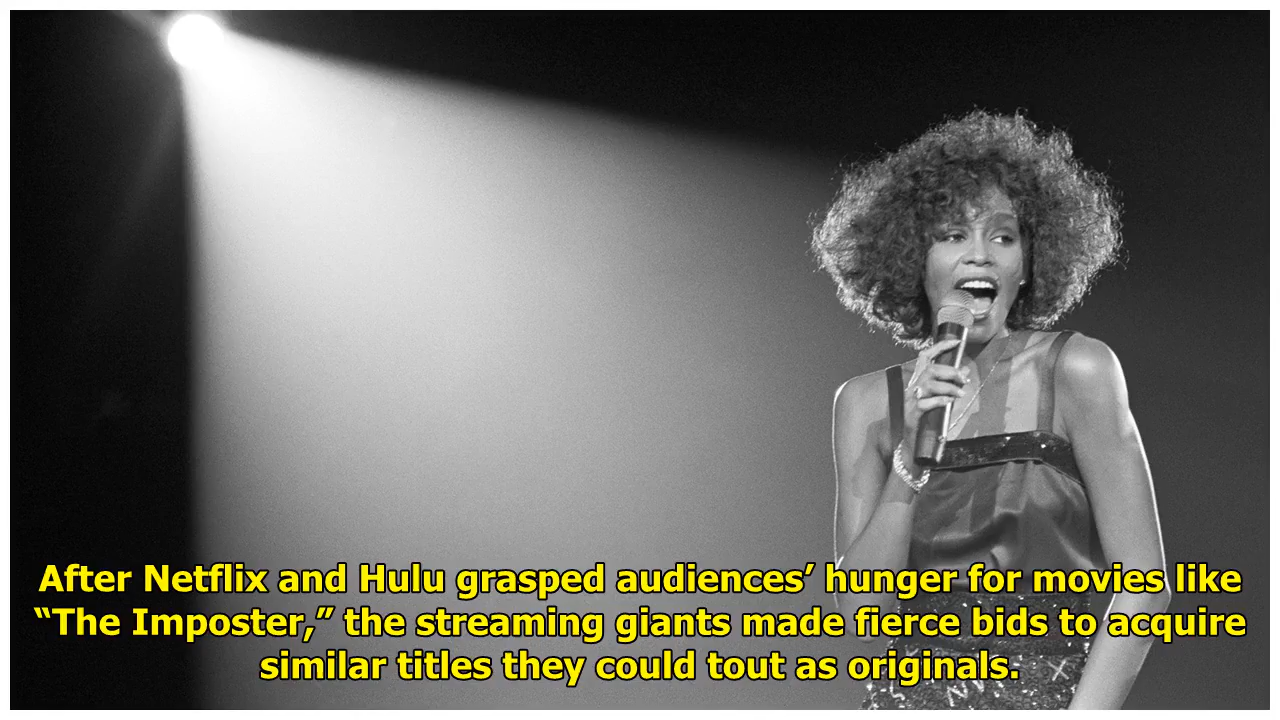 After Netflix and Hulu grasped audiences’ hunger for movies like
“The Imposter,” the streaming giants made fierce bids to acquire
similar titles they could tout as originals.